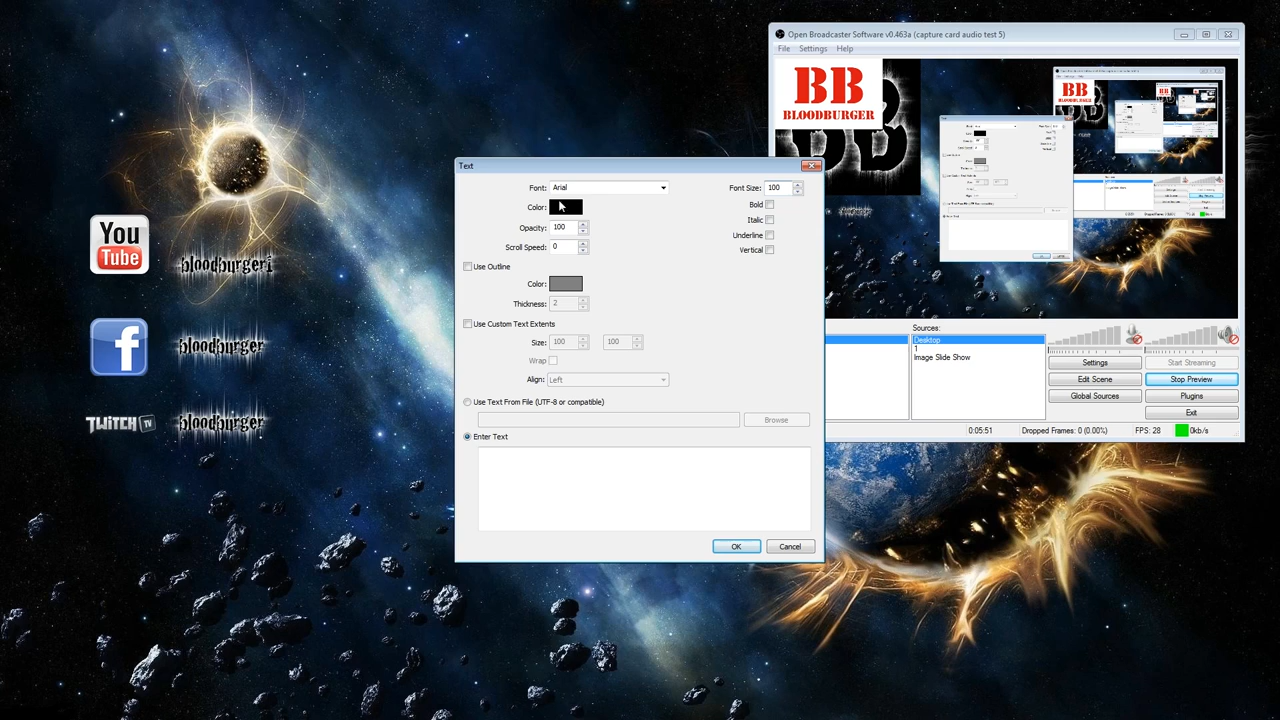 Open Broadcaster Software v0.463a (capture card audio test 5)
File Settings Help
BB
BLOODBURGER
BB
Text
Font: Arial
Font Size: 100
Color:
Bold
Opacity: 100
Italic
Scroll Speed: 0
Underline
Vertical
Use Outline
Color:
Thickness: 2
Use Custom Text Extents
Size: 100 100
Wrap
Align: Left
Use Text From File (UTF-8 or compatible)
Browse
Enter Text
OK Cancel
You
Tube
bloodburger1
f
bloodburger
TWITCH TV
bloodburger
Sources:
Desktop
1
Image Slide Show
Settings
Start Streaming
Edit Scene
Stop Preview
Global Sources
Plugins
Exit
0:05:51
Dropped Frames: 0 (0.00%)
FPS: 28
0kb/s